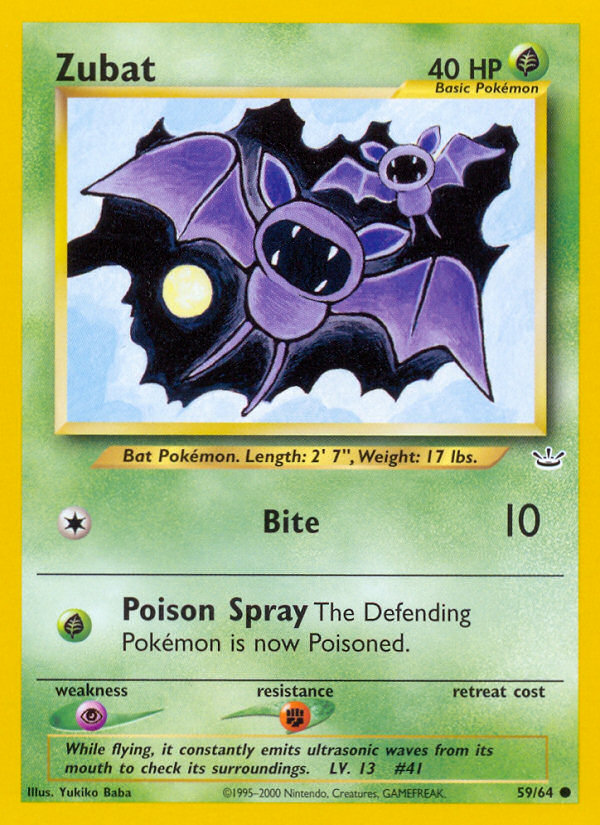 Zubat
40 HP
Basic Pokémon
Bat Pokémon. Length: 2' 7", Weight: 17 lbs.
Bite 10
Poison Spray The Defending
Pokémon is now Poisoned.
weakness resistance retreat cost
While flying, it constantly emits ultrasonic waves from its
mouth to check its surroundings. LV. 13 #41
Illus. Yukiko Baba ©1995-2000 Nintendo, Creatures, GAMEFREAK. 59/64